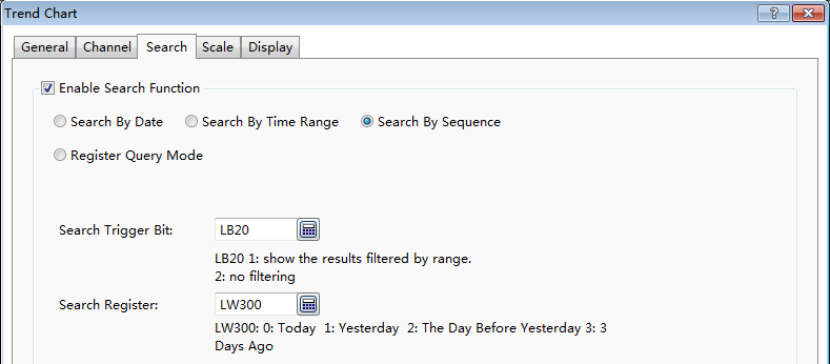 Trend Chart
General Channel Search Scale Display
Enable Search Function
Search By Date Search By Time Range Search By Sequence
Register Query Mode
Search Trigger Bit: LB20
LB20 1: show the results filtered by range.
2: no filtering
Search Register: LW300
LW300: 0: Today 1: Yesterday 2: The Day Before Yesterday 3: 3
Days Ago